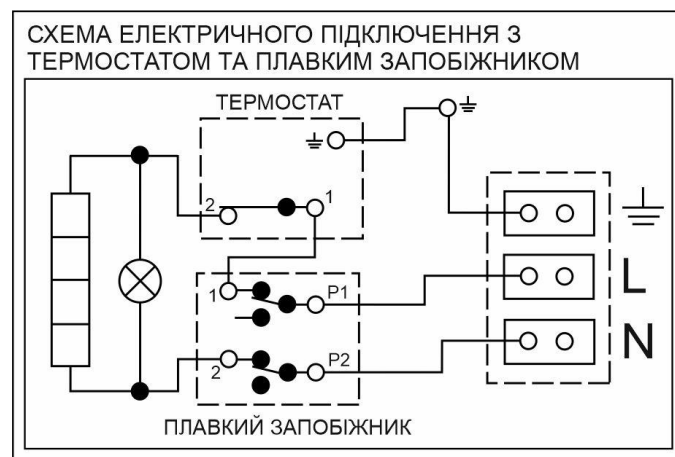 СХЕМА ЕЛЕКТРИЧНОГО ПІДКЛЮЧЕННЯ З
ТЕРМОСТАТОМ ТА ПЛАВКИМ ЗАПОБІЖНИКОМ
ТЕРМОСТАТ
2
1
1
P1
L
2
P2
N
ПЛАВКИЙ ЗАПОБІЖНИК